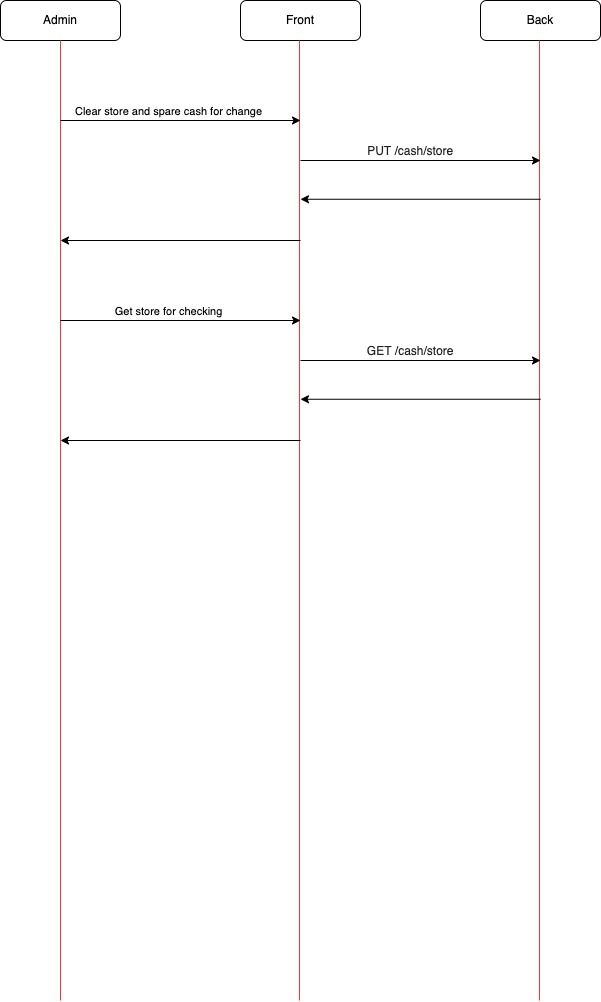 Admin
Front
Back
Clear store and spare cash for change
PUT /cash/store
Get store for checking
GET /cash/store